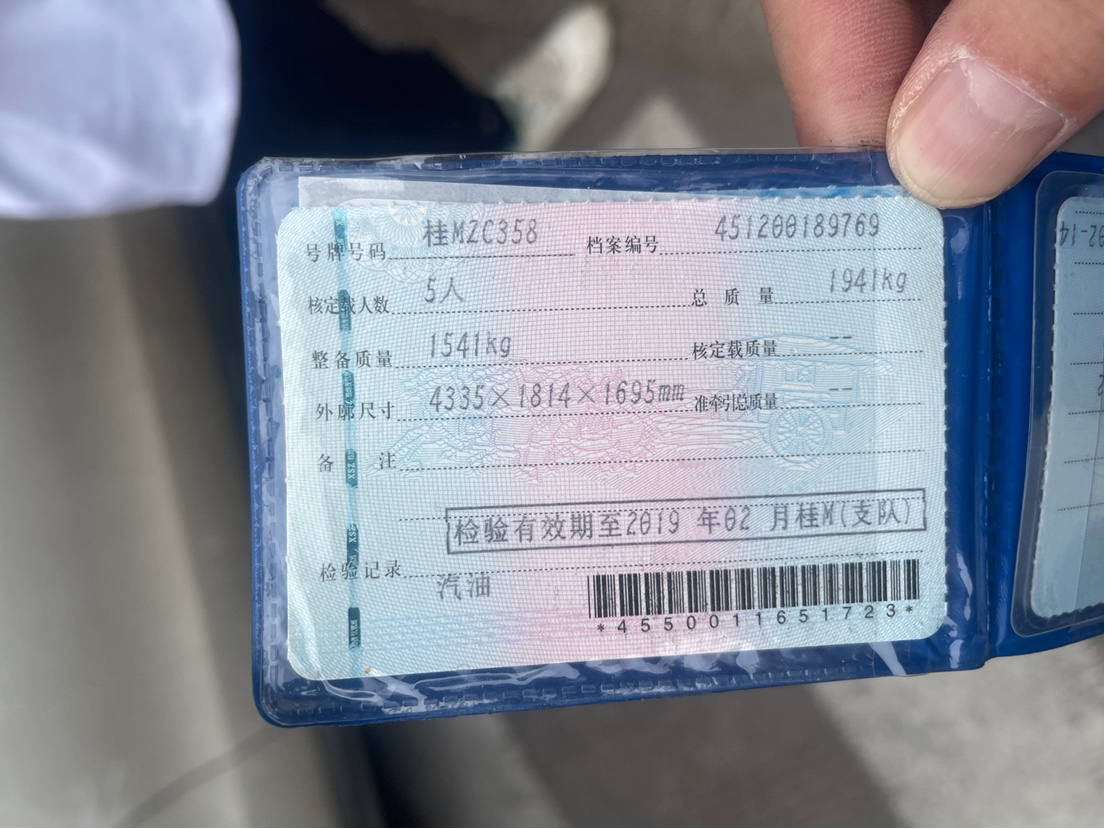 号牌号码 桂MZC358 档案编号 451200189769
核定载人数 5人 总质量 1941kg
整备质量 1541kg 核定载质量 --
外廓尺寸 4335×1814×1695mm 准牵引总质量 --
备注
检验有效期至2019 年02 月桂M(支队)
检验记录 汽油
*4550011651723*